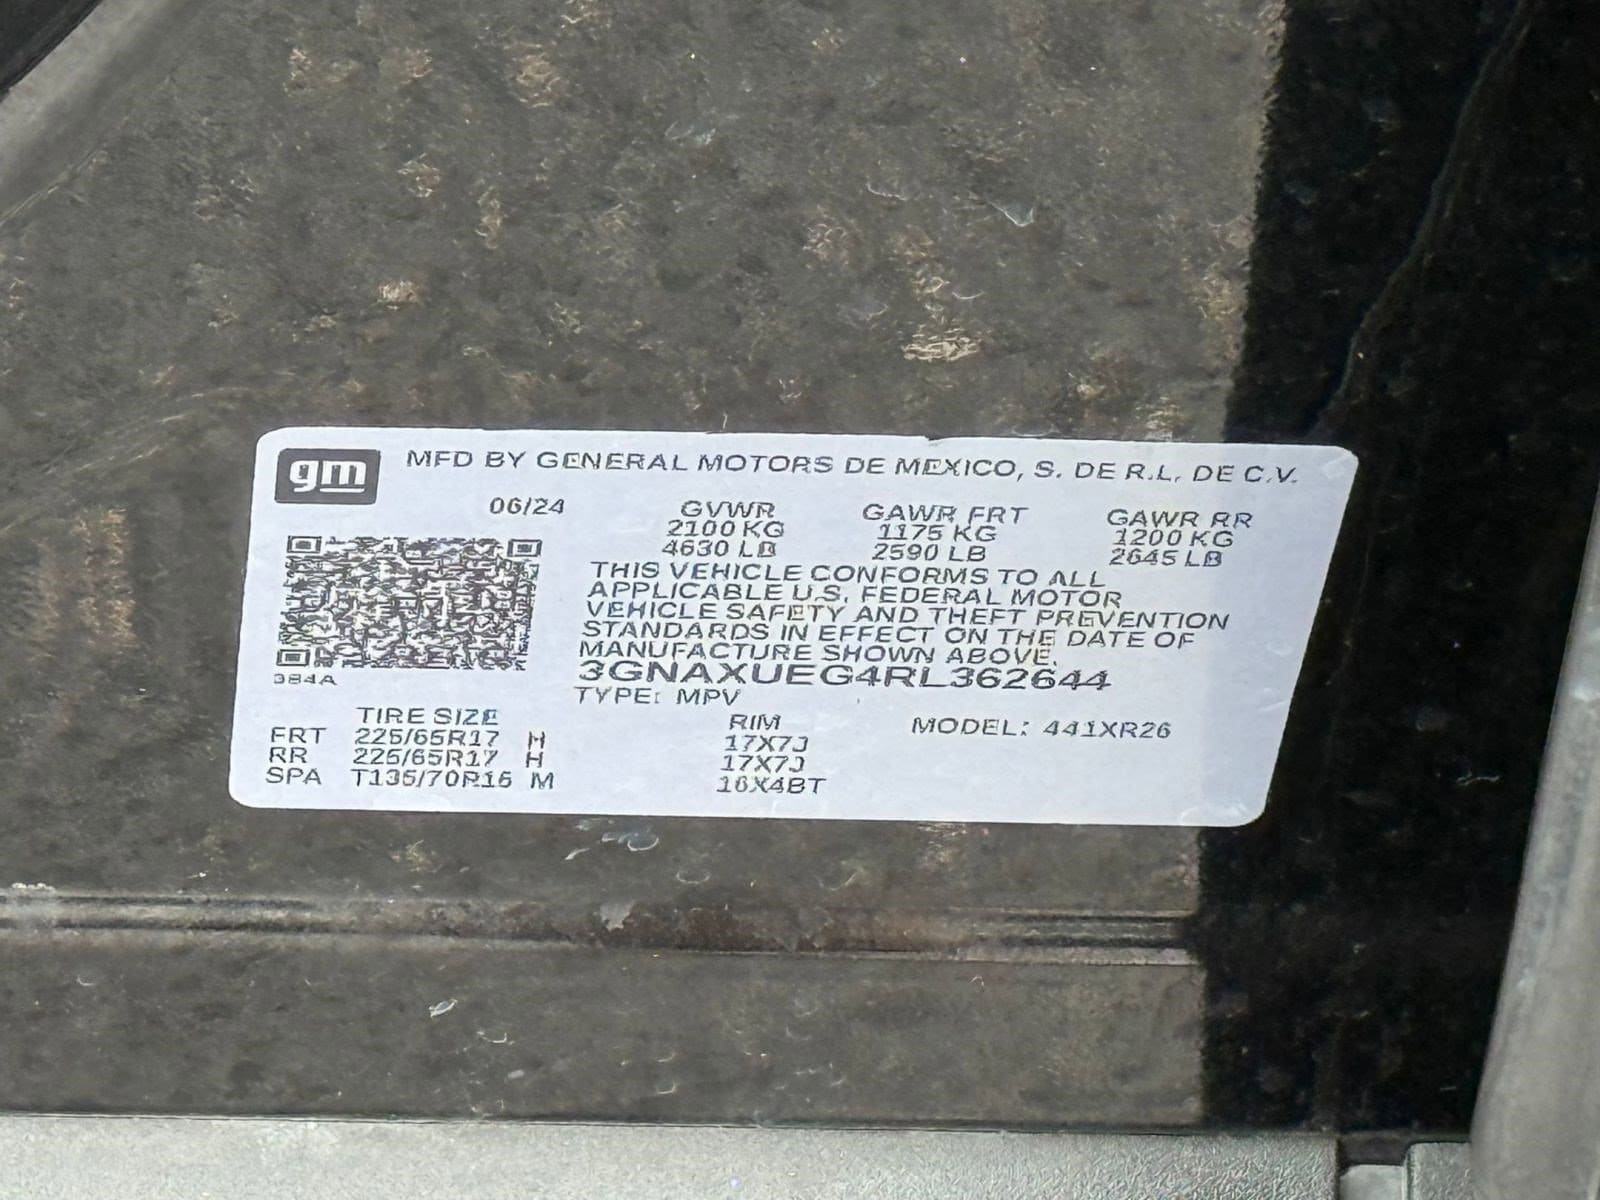 gm
MFD BY GENERAL MOTORS DE MEXICO, S. DE R.L. DE C.V.
06/24 GVWR GAWR FRT GAWR RR
2100 KG 1175 KG 1200 KG
4630 LB 2590 LB 2645 LB
THIS VEHICLE CONFORMS TO ALL
APPLICABLE U.S. FEDERAL MOTOR
VEHICLE SAFETY AND THEFT PREVENTION
STANDARDS IN EFFECT ON THE DATE OF
MANUFACTURE SHOWN ABOVE.
384A 3GNAXUEG4RL362644
TYPE: MPV
TIRE SIZE RIM MODEL: 441XR26
FRT 225/65R17 H 17X7J
RR 225/65R17 H 17X7J
SPA T135/70R16 M 16X4BT